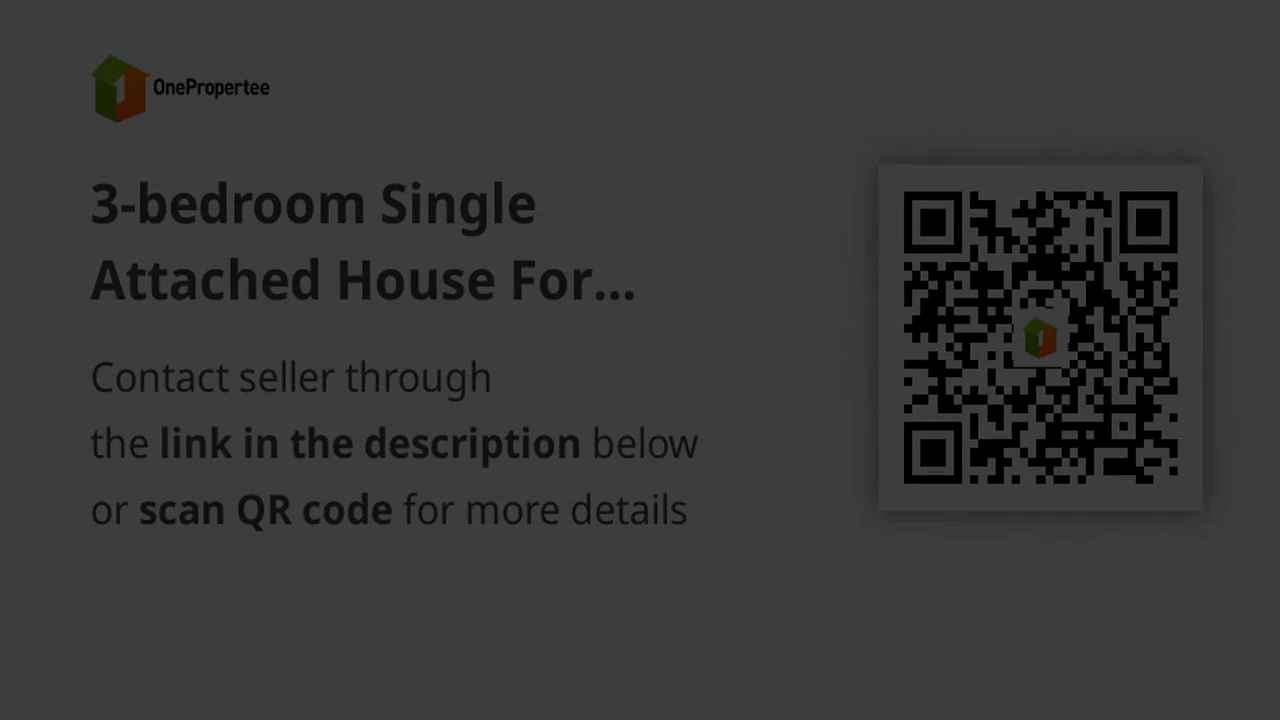 OnePropertee
3-bedroom Single
Attached House For...
Contact seller through
the link in the description below
or scan QR code for more details